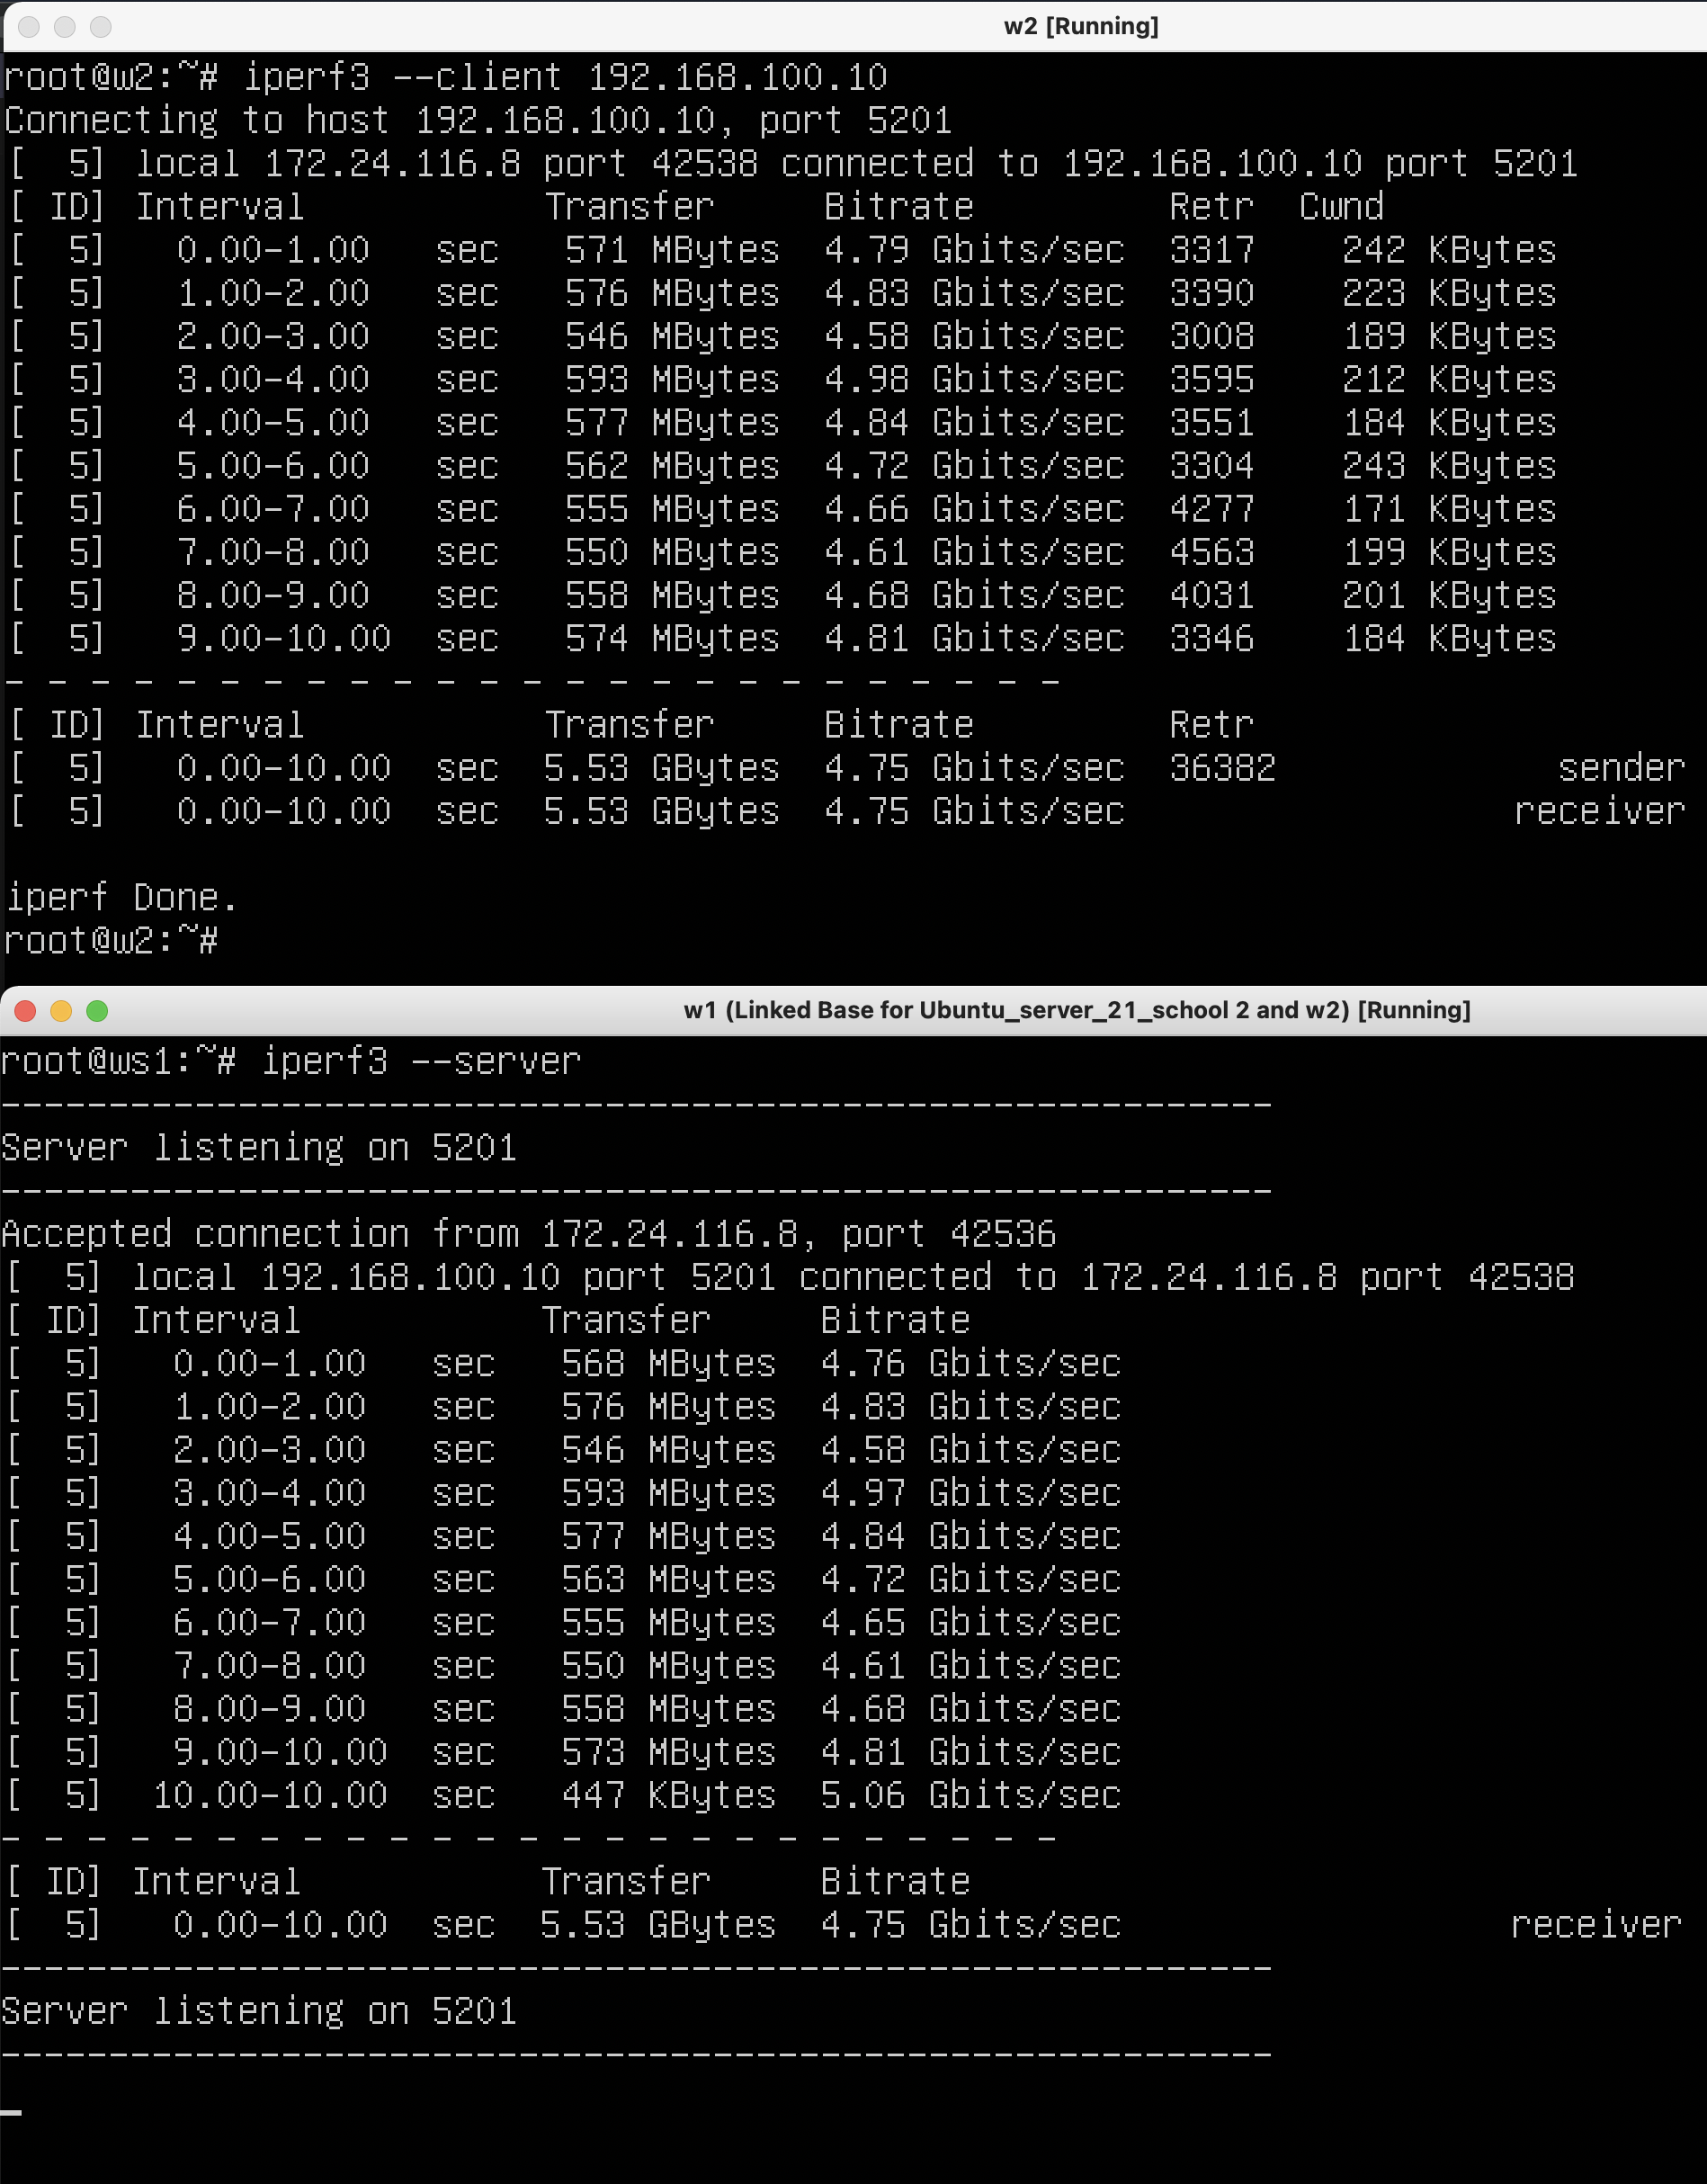 w2 [Running]
root@w2:~# iperf3 --client 192.168.100.10
Connecting to host 192.168.100.10, port 5201
[  5] local 172.24.116.8 port 42538 connected to 192.168.100.10 port 5201
[ ID] Interval           Transfer     Bitrate         Retr  Cwnd
[  5]   0.00-1.00   sec   571 MBytes  4.79 Gbits/sec  3317    242 KBytes
[  5]   1.00-2.00   sec   576 MBytes  4.83 Gbits/sec  3390    223 KBytes
[  5]   2.00-3.00   sec   546 MBytes  4.58 Gbits/sec  3008    189 KBytes
[  5]   3.00-4.00   sec   593 MBytes  4.98 Gbits/sec  3595    212 KBytes
[  5]   4.00-5.00   sec   577 MBytes  4.84 Gbits/sec  3551    184 KBytes
[  5]   5.00-6.00   sec   562 MBytes  4.72 Gbits/sec  3304    243 KBytes
[  5]   6.00-7.00   sec   555 MBytes  4.66 Gbits/sec  4277    171 KBytes
[  5]   7.00-8.00   sec   550 MBytes  4.61 Gbits/sec  4563    199 KBytes
[  5]   8.00-9.00   sec   558 MBytes  4.68 Gbits/sec  4031    201 KBytes
[  5]   9.00-10.00  sec   574 MBytes  4.81 Gbits/sec  3346    184 KBytes
- - - - - - - - - - - - - - - - - - - - - - - - -
[ ID] Interval           Transfer     Bitrate         Retr
[  5]   0.00-10.00  sec  5.53 GBytes  4.75 Gbits/sec  36382             sender
[  5]   0.00-10.00  sec  5.53 GBytes  4.75 Gbits/sec                  receiver
iperf Done.
root@w2:~#
w1 (Linked Base for Ubuntu_server_21_school 2 and w2) [Running]
root@ws1:~# iperf3 --server
-----------------------------------------------------------
Server listening on 5201
-----------------------------------------------------------
Accepted connection from 172.24.116.8, port 42536
[  5] local 192.168.100.10 port 5201 connected to 172.24.116.8 port 42538
[ ID] Interval           Transfer     Bitrate
[  5]   0.00-1.00   sec   568 MBytes  4.76 Gbits/sec
[  5]   1.00-2.00   sec   576 MBytes  4.83 Gbits/sec
[  5]   2.00-3.00   sec   546 MBytes  4.58 Gbits/sec
[  5]   3.00-4.00   sec   593 MBytes  4.97 Gbits/sec
[  5]   4.00-5.00   sec   577 MBytes  4.84 Gbits/sec
[  5]   5.00-6.00   sec   563 MBytes  4.72 Gbits/sec
[  5]   6.00-7.00   sec   555 MBytes  4.65 Gbits/sec
[  5]   7.00-8.00   sec   550 MBytes  4.61 Gbits/sec
[  5]   8.00-9.00   sec   558 MBytes  4.68 Gbits/sec
[  5]   9.00-10.00  sec   573 MBytes  4.81 Gbits/sec
[  5]  10.00-10.00  sec   447 KBytes  5.06 Gbits/sec
- - - - - - - - - - - - - - - - - - - - - - - - -
[ ID] Interval           Transfer     Bitrate
[  5]   0.00-10.00  sec  5.53 GBytes  4.75 Gbits/sec                  receiver
-----------------------------------------------------------
Server listening on 5201
-----------------------------------------------------------